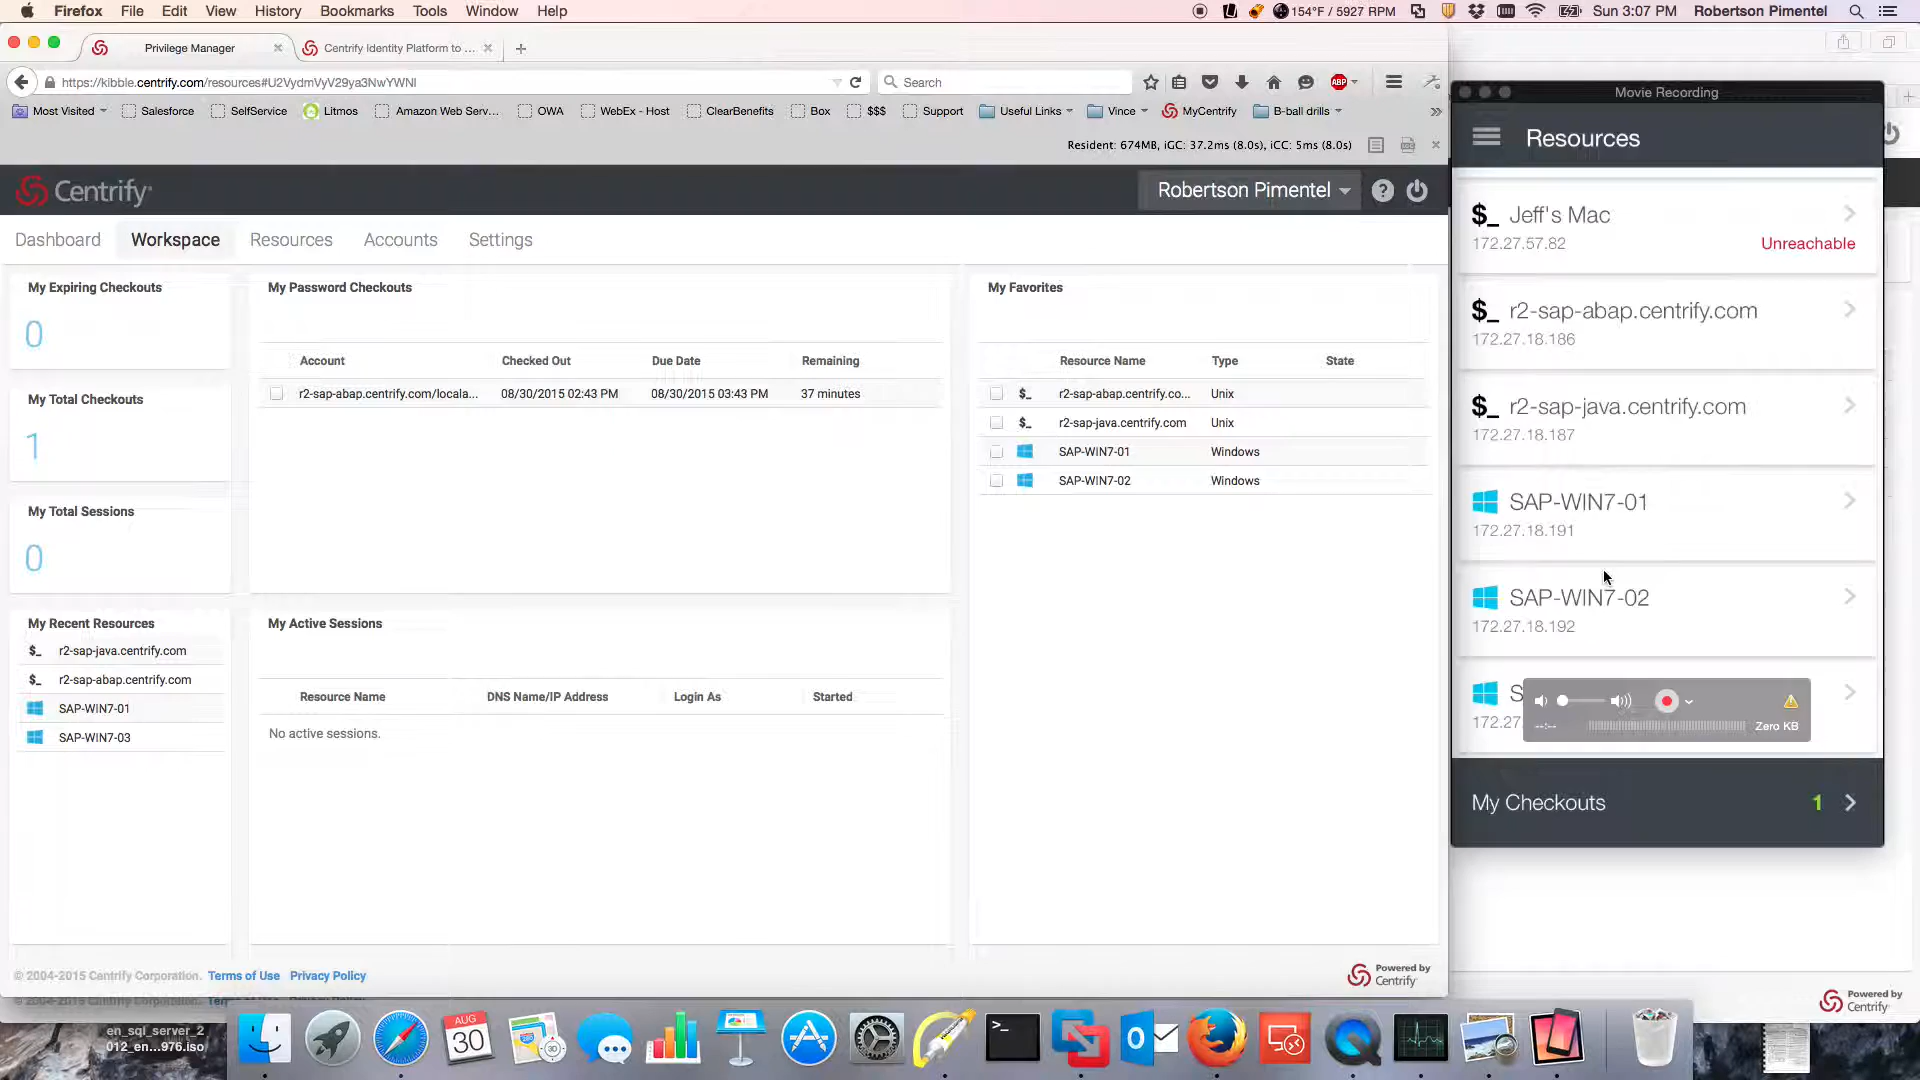 Firefox File Edit View History Bookmarks Tools Window Help
154°F / 5927 RPM Sun 3:07 PM Robertson Pimentel
Privilege Manager
Centrify Identity Platform to ...
https://kibble.centrify.com/resources#U2VydmVyV29ya3NwYWNl
Search
ABP
Most Visited Salesforce SelfService Litmos Amazon Web Serv... OWA WebEx - Host ClearBenefits Box $$$ Support Useful Links Vince MyCentrify B-ball drills
Resident: 674MB, iGC: 37.2ms (8.0s), iCC: 5ms (8.0s)
Centrify
Robertson Pimentel
Dashboard Workspace Resources Accounts Settings
My Expiring Checkouts
0
My Total Checkouts
1
My Total Sessions
0
My Recent Resources
$_ r2-sap-java.centrify.com
$_ r2-sap-abap.centrify.com
SAP-WIN7-01
SAP-WIN7-03
My Password Checkouts
Account Checked Out Due Date Remaining
r2-sap-abap.centrify.com/locala... 08/30/2015 02:43 PM 08/30/2015 03:43 PM 37 minutes
My Active Sessions
Resource Name DNS Name/IP Address Login As Started
No active sessions.
My Favorites
Resource Name Type State
$_ r2-sap-abap.centrify.co... Unix
$_ r2-sap-java.centrify.com Unix
SAP-WIN7-01 Windows
SAP-WIN7-02 Windows
© 2004-2015 Centrify Corporation. Terms of Use Privacy Policy
Powered by
Centrify
Movie Recording
Resources
$_ Jeff's Mac
172.27.57.82 Unreachable
$_ r2-sap-abap.centrify.com
172.27.18.186
$_ r2-sap-java.centrify.com
172.27.18.187
SAP-WIN7-01
172.27.18.191
SAP-WIN7-02
172.27.18.192
S
172.27
--:-- Zero KB
My Checkouts 1
Powered by
Centrify
© 2004-2015 Centrify Corporation.
en_sql_server_2
012_en...976.iso
AUG
30
>_